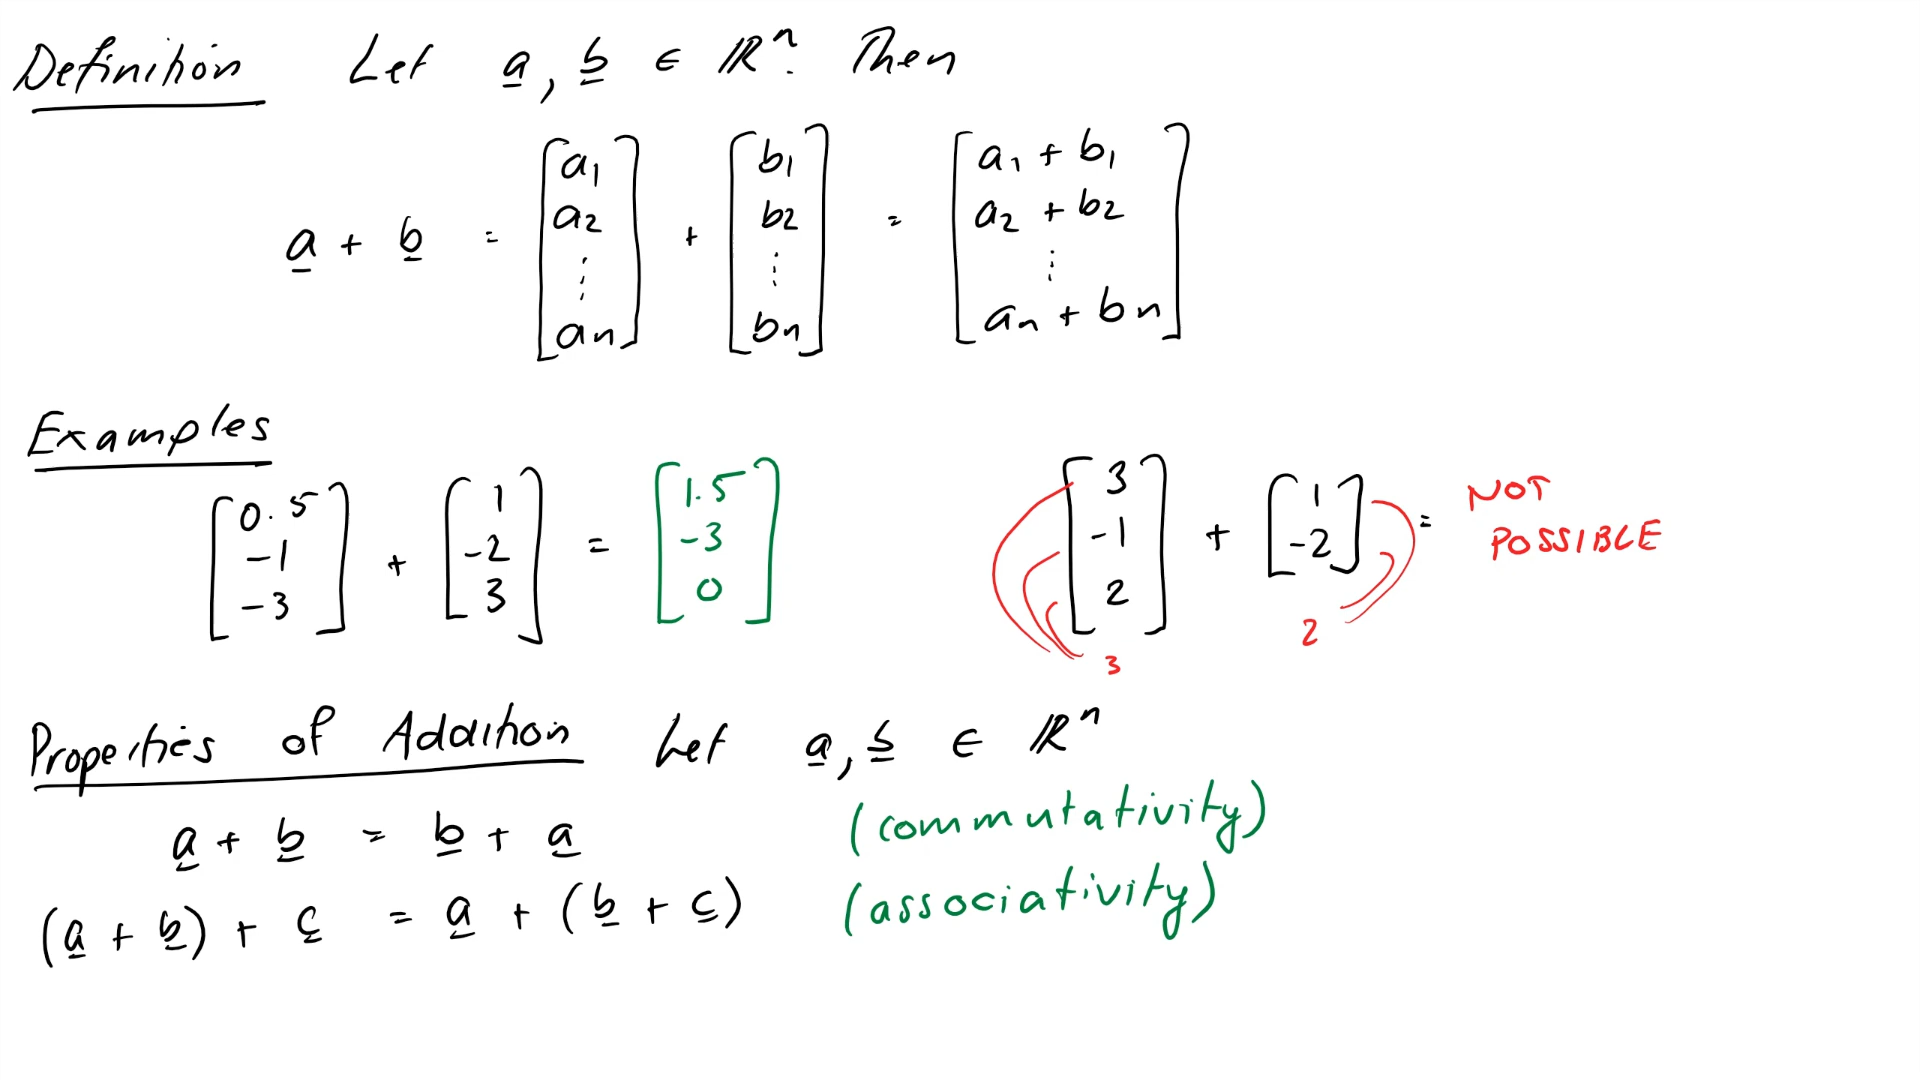 Definition Let a, b ∈ ℝⁿ. Then
a + b = [a₁ a₂ ⋮ aₙ] + [b₁ b₂ ⋮ bₙ] = [a₁ + b₁ a₂ + b₂ ⋮ aₙ + bₙ]
Examples
[0.5 -1 -3] + [1 -2 3] = [1.5 -3 0]
[3 -1 2] + [1 -2] = NOT POSSIBLE
3 2
Properties of Addition Let a, b ∈ ℝⁿ
a + b = b + a (commutativity)
(a + b) + c = a + (b + c) (associativity)